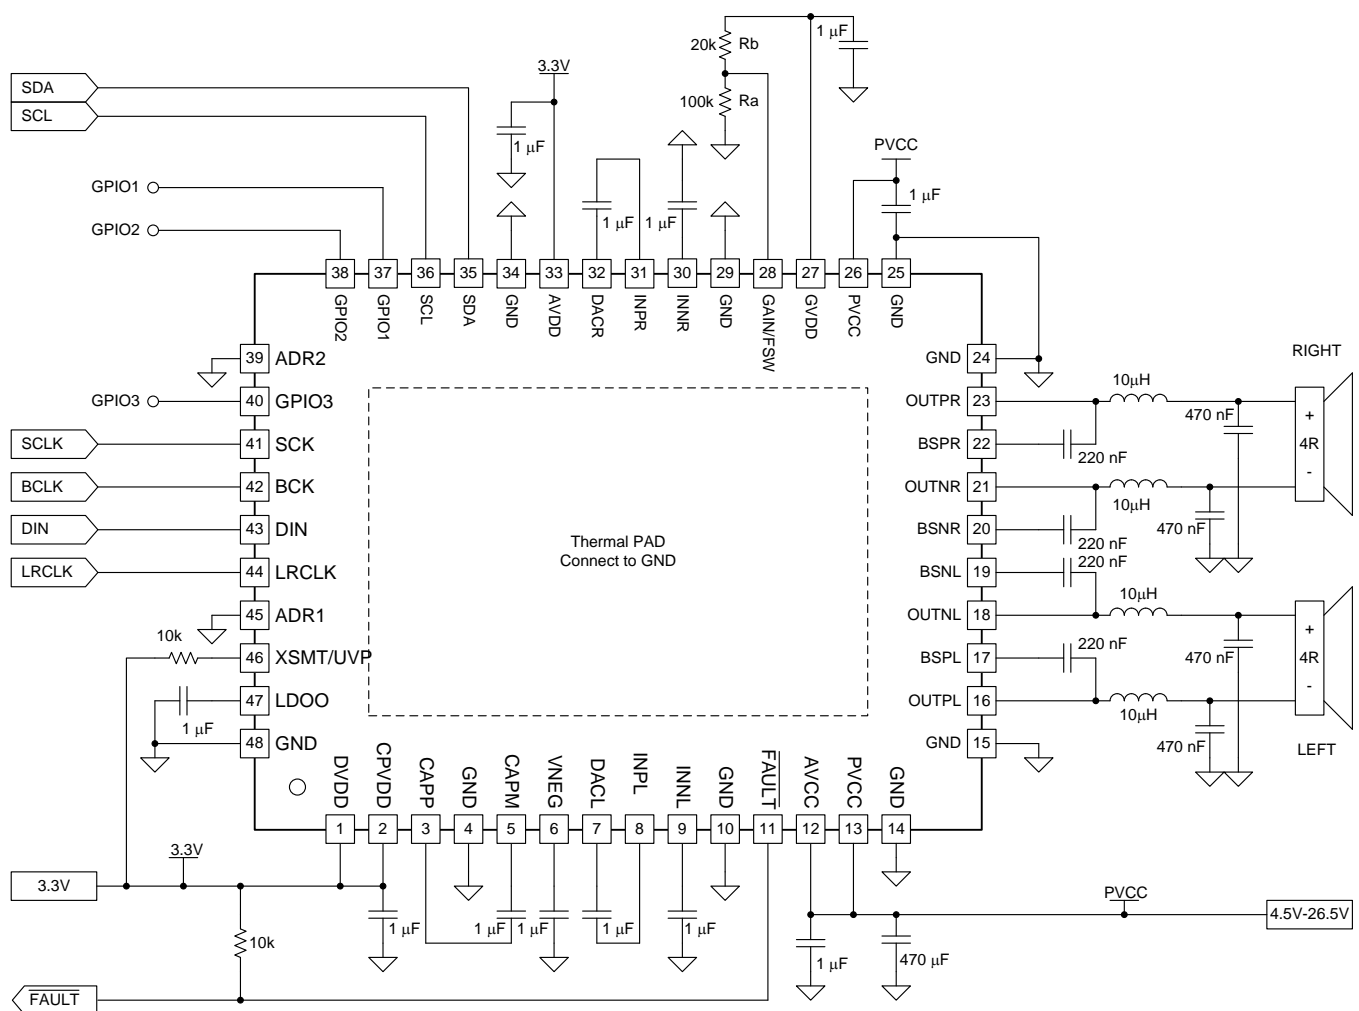 1 µF
20k Rb
3.3V
SDA
100k Ra
SCL
1 µF
PVCC
GPIO1
1 µF
1 µF 1 µF
GPIO2
38 37 36 35 34 33 32 31 30 29 28 27 26 25
GPIO2 GPIO1 SCL SDA GND AVDD DACR INPR INNR GND GAIN/FSW GVDD PVCC GND
39 ADR2
GND 24
RIGHT
10µH
GPIO3
40 GPIO3
OUTPR 23
470 nF
+
SCLK
41 SCK
BSPR 22
4R
220 nF
BCLK
42 BCK
OUTNR 21
-
10µH
DIN
43 DIN
BSNR 20
470 nF
Thermal PAD
Connect to GND
220 nF
220 nF
LRCLK
44 LRCLK
BSNL 19
10µH
45 ADR1
OUTNL 18
+
10k
220 nF
46 XSMT/UVP
BSPL 17
470 nF
4R
-
47 LDOO
OUTPL 16
10µH
1 µF
48 GND
GND 15
470 nF
LEFT
DVDD CPVDD CAPP GND CAPM VNEG DACL INPL INNL GND FAULT AVCC PVCC GND
1 2 3 4 5 6 7 8 9 10 11 12 13 14
3.3V
3.3V
PVCC
4.5V-26.5V
1 µF 1 µF 1 µF 1 µF 1 µF
10k
1 µF 470 µF
FAULT